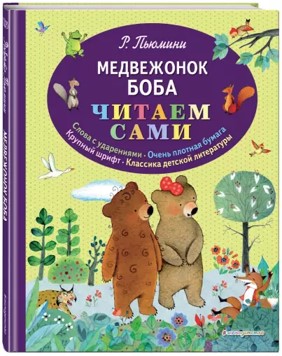 Р. Пьюмини
МЕДВЕЖОНОК
БОБА
ЧИТАЕМ
САМИ
Слова с ударениями • Очень плотная бумага
Крупный шрифт • Классика детской литературы